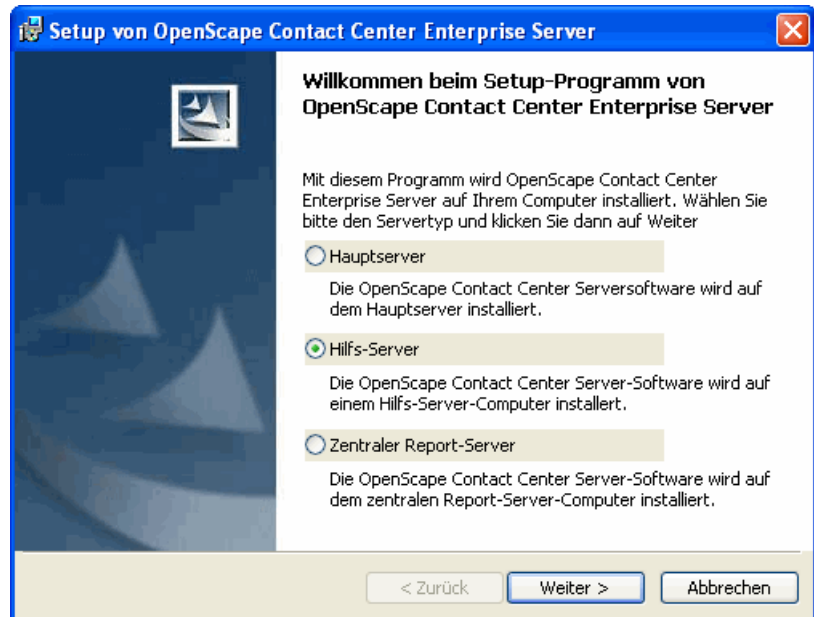 Setup von OpenScape Contact Center Enterprise Server
Willkommen beim Setup-Programm von
OpenScape Contact Center Enterprise Server
Mit diesem Programm wird OpenScape Contact Center
Enterprise Server auf Ihrem Computer installiert. Wählen Sie
bitte den Servertyp und klicken Sie dann auf Weiter
Hauptserver
Die OpenScape Contact Center Serversoftware wird auf
dem Hauptserver installiert.
Hilfs-Server
Die OpenScape Contact Center Server-Software wird auf
einem Hilfs-Server-Computer installert.
Zentraler Report-Server
Die OpenScape Contact Center Server-Software wird auf
dem zentralen Report-Server-Computer installiert.
< Zurück Weiter > Abbrechen